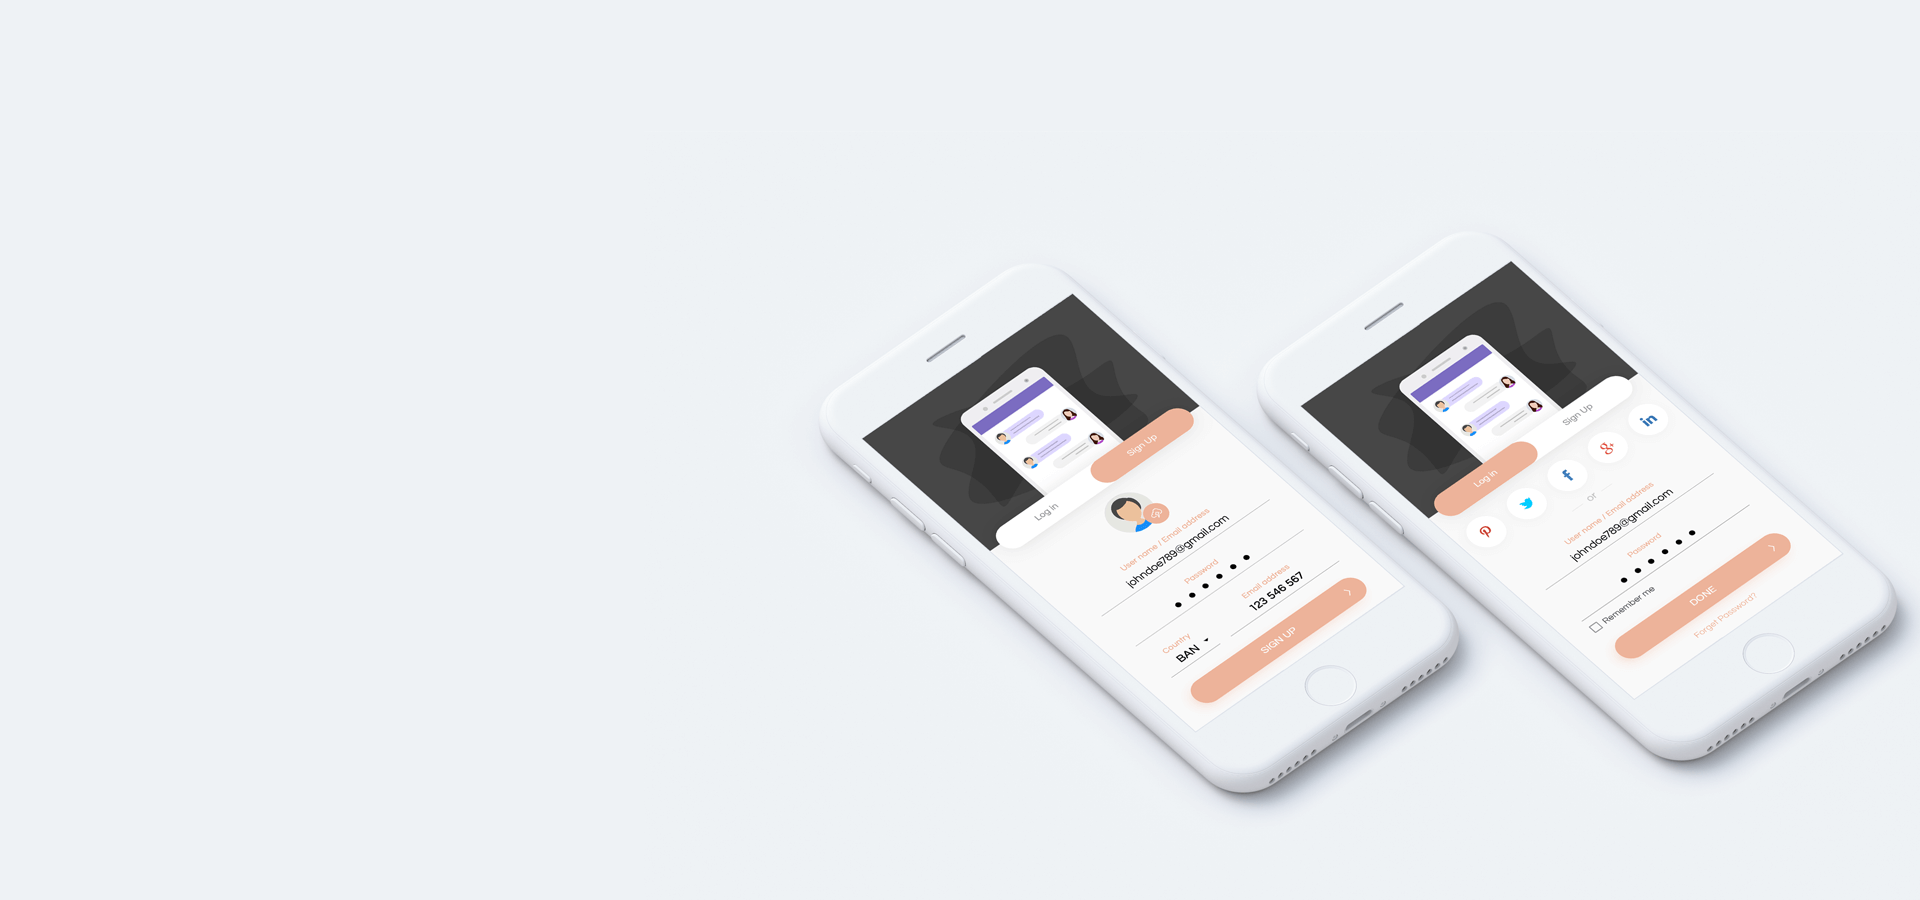 Log in
Sign Up
User name / Email address
johndoe789@gmail.com
Password
Country
BAN
Email address
123 546 567
SIGN UP
Log in
Sign Up
or
User name / Email address
johndoe789@gmail.com
Password
Remember me
DONE
Forget Password?